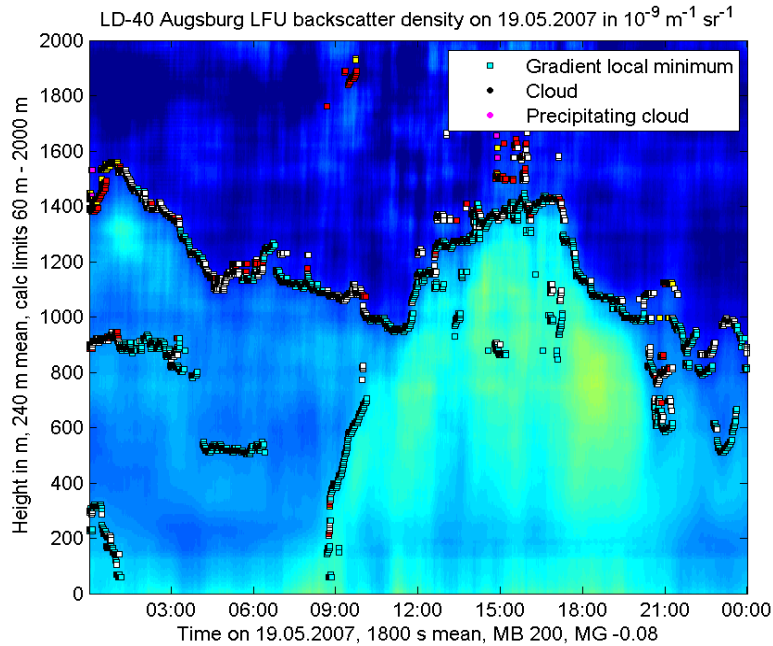 LD-40 Augsburg LFU backscatter density on 19.05.2007 in 10⁻⁹ m⁻¹ sr⁻¹
Gradient local minimum
Cloud
Precipitating cloud
Height in m, 240 m mean, calc limits 60 m - 2000 m
2000
1800
1600
1400
1200
1000
800
600
400
200
0
03:00 06:00 09:00 12:00 15:00 18:00 21:00 00:00
Time on 19.05.2007, 1800 s mean, MB 200, MG -0.08